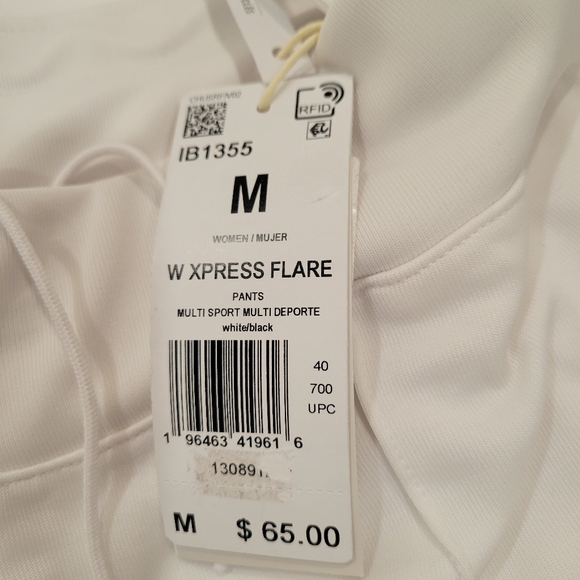 RFID
IB1355
M
WOMEN / MUJER
W XPRESS FLARE
PANTS
MULTI SPORT MULTI DEPORTE
white/black
40
700
UPC
1 96463 41961 6
M $ 65.00